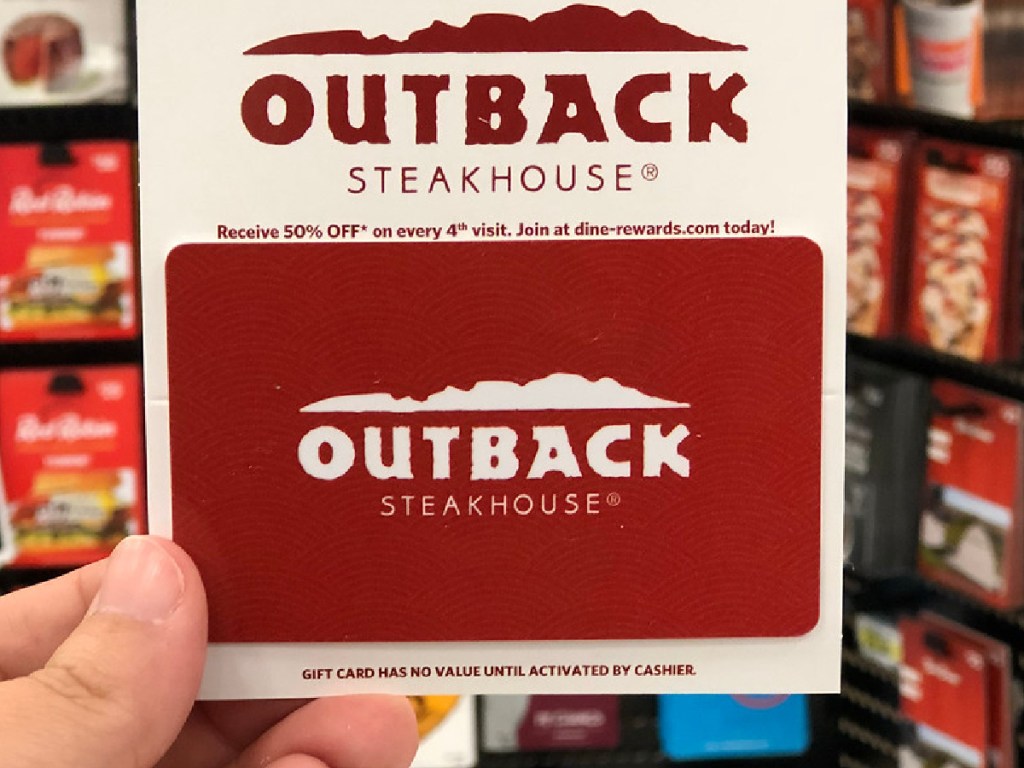 OUTBACK
STEAKHOUSE®
Receive 50% OFF* on every 4th visit. Join at dine-rewards.com today!
OUTBACK
STEAKHOUSE®
GIFT CARD HAS NO VALUE UNTIL ACTIVATED BY CASHIER.